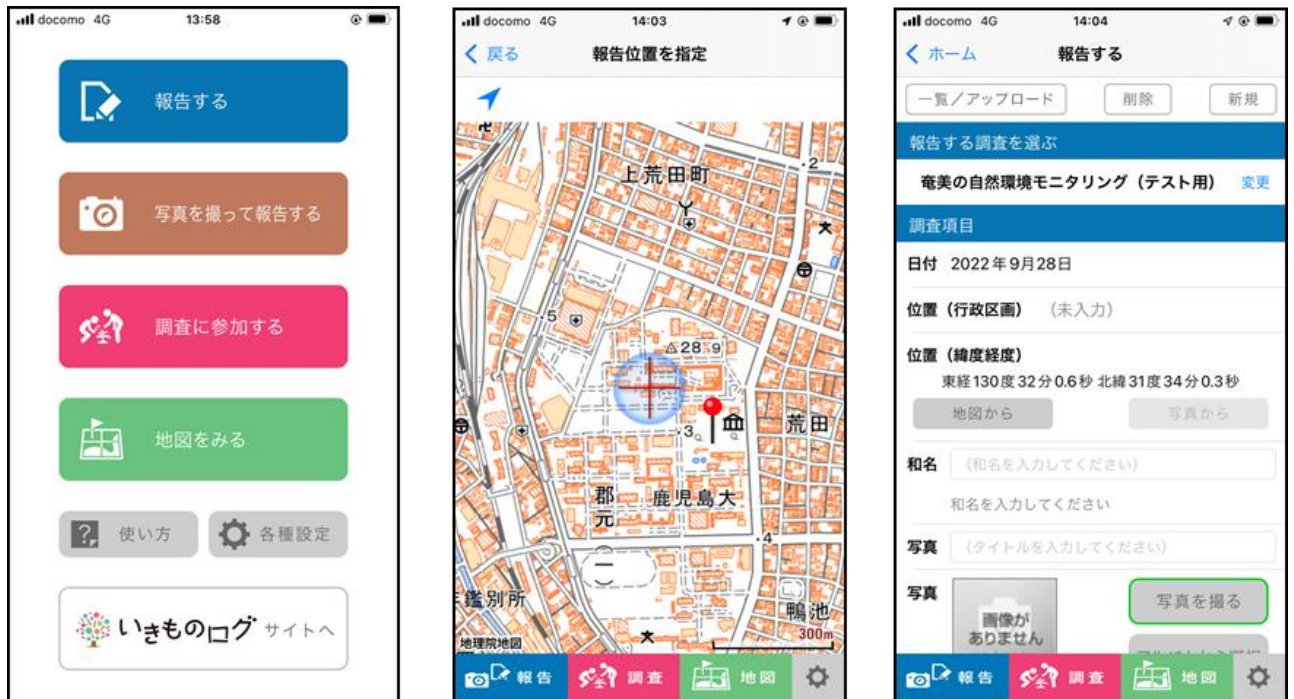 docomo 4G 13:58
報告する
写真を撮って報告する
調査に参加する
地図をみる
使い方 各種設定
いきものログ サイトへ
docomo 4G 14:03
戻る 報告位置を指定
2
上荒田町
5
28 9
3
荒田
郡元
鹿児島大
4
(一)
鑑別所
鴨池
地理院地図
300m
報告 調査 地図
docomo 4G 14:04
ホーム 報告する
一覧/アップロード 削除 新規
報告する調査を選ぶ
奄美の自然環境モニタリング(テスト用) 変更
調査項目
日付 2022年9月28日
位置(行政区画) (未入力)
位置(緯度経度)
東経130度32分0.6秒 北緯31度34分0.3秒
地図から 写真から
和名 (和名を入力してください)
和名を入力してください
写真 (タイトルを入力してください)
写真 画像がありません 写真を撮る
報告 調査 地図